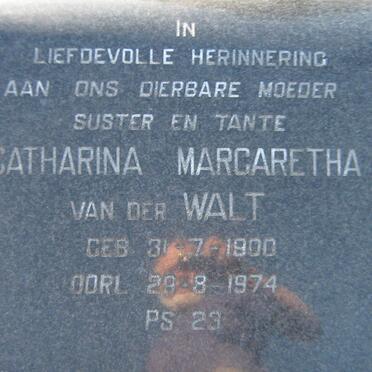 IN
LIEFDEVOLLE HERINNERING
AAN ONS DIERBARE MOEDER
SUSTER EN TANTE
CATHARINA MARGARETHA
VAN DER WALT
GEB 31-7-1900
OORL 29-8-1974
PS 23